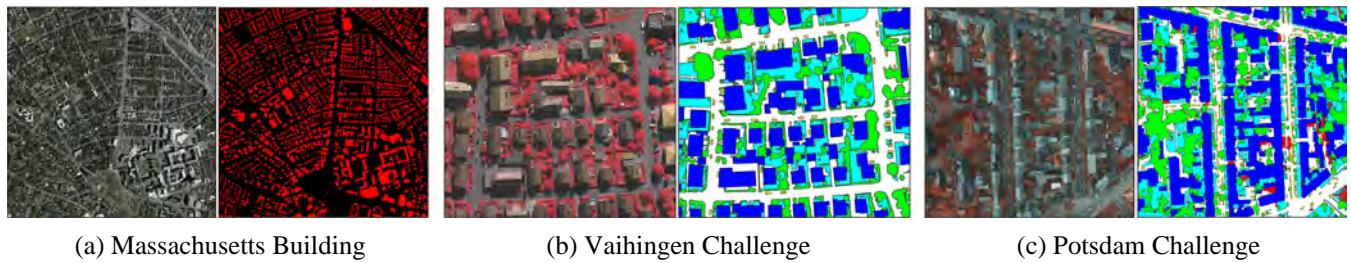 (a) Massachusetts Building
(b) Vaihingen Challenge
(c) Potsdam Challenge